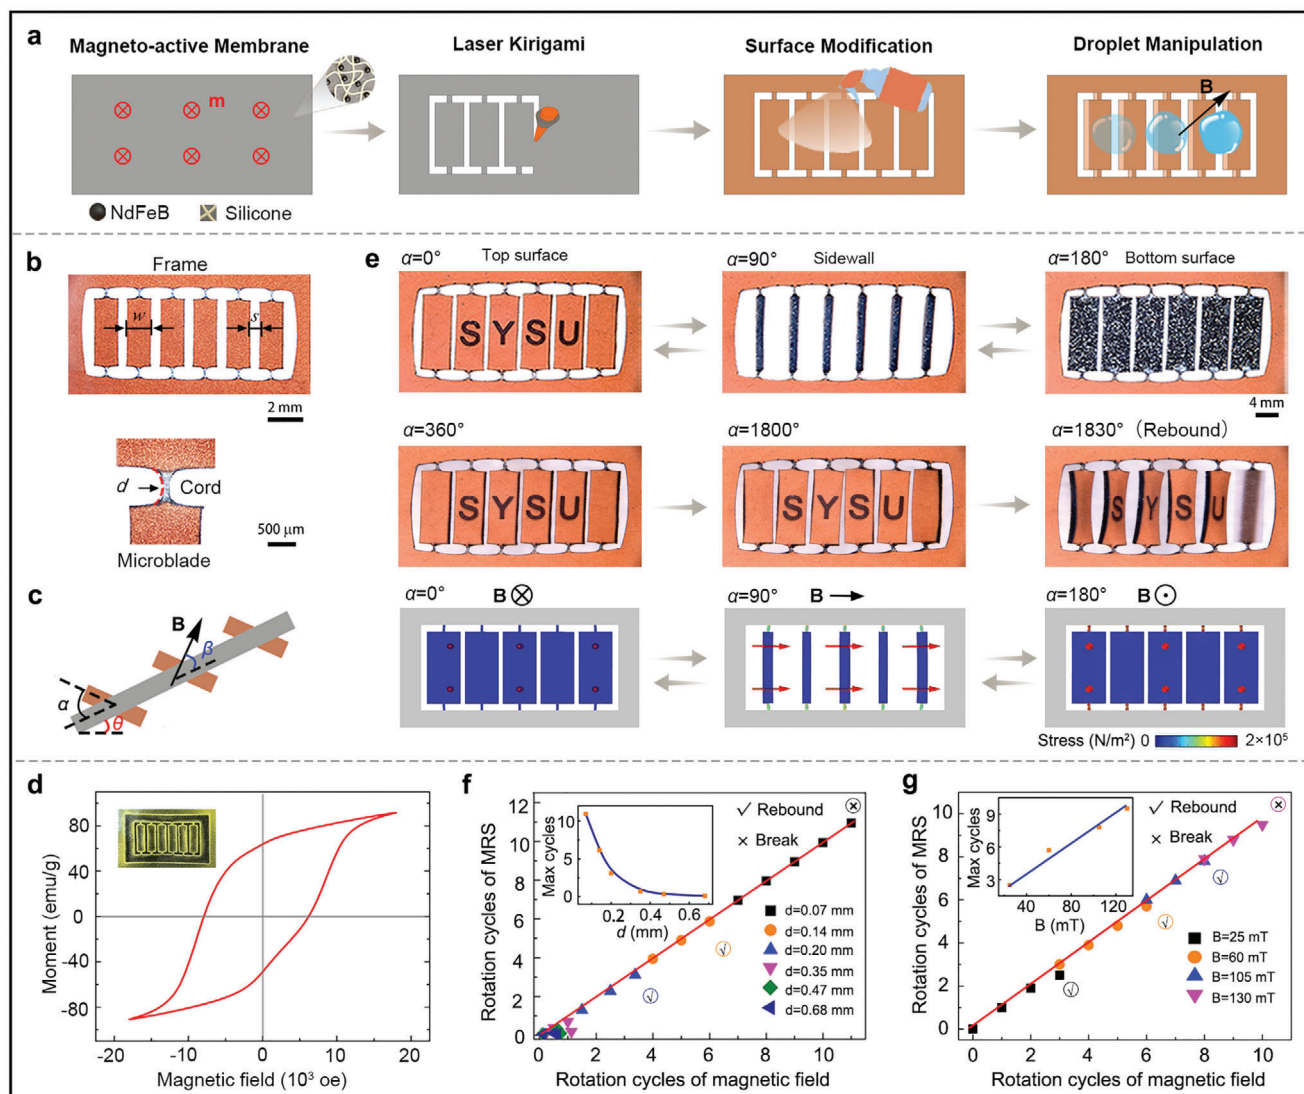 a
Magneto-active Membrane
Laser Kirigami
Surface Modification
Droplet Manipulation
m
B
NdFeB
Silicone
b
Frame
w
s
2 mm
d
Cord
500 μm
Microblade
c
B
β
α
θ
e
α=0°
Top surface
α=90°
Sidewall
α=180°
Bottom surface
SYSU
4 mm
α=360°
α=1800°
α=1830° (Rebound)
SYSU
SYSU
SYSU
α=0°
B
α=90°
B
α=180°
B
Stress (N/m²) 0
2×10⁵
d
Moment (emu/g)
80
40
0
-40
-80
-20
-10
0
10
20
Magnetic field (10³ oe)
f
Rotation cycles of MRS
12
10
8
6
4
2
0
0
2
4
6
8
10
Rotation cycles of magnetic field
Max cycles
10
5
0
0.2
0.4
0.6
d (mm)
√ Rebound
× Break
d=0.07 mm
d=0.14 mm
d=0.20 mm
d=0.35 mm
d=0.47 mm
d=0.68 mm
g
Rotation cycles of MRS
10
8
6
4
2
0
0
2
4
6
8
10
Rotation cycles of magnetic field
Max cycles
9
6
3
40
80
120
B (mT)
√ Rebound
× Break
B=25 mT
B=60 mT
B=105 mT
B=130 mT